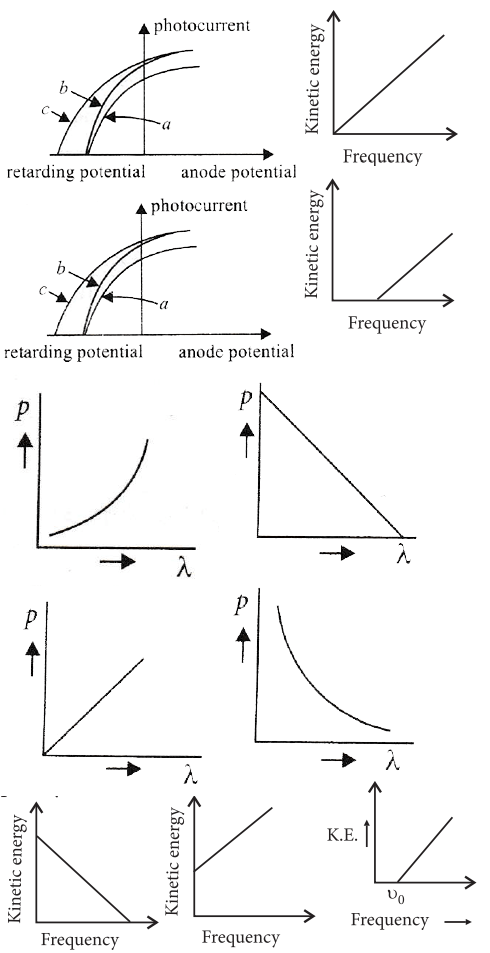 photocurrent
b
c
a
retarding potential anode potential
Kinetic energy
Frequency
photocurrent
b
c
a
retarding potential anode potential
Kinetic energy
Frequency
p
λ
p
λ
p
λ
p
λ
Kinetic energy
Frequency
Kinetic energy
Frequency
K.E.
υ0
Frequency